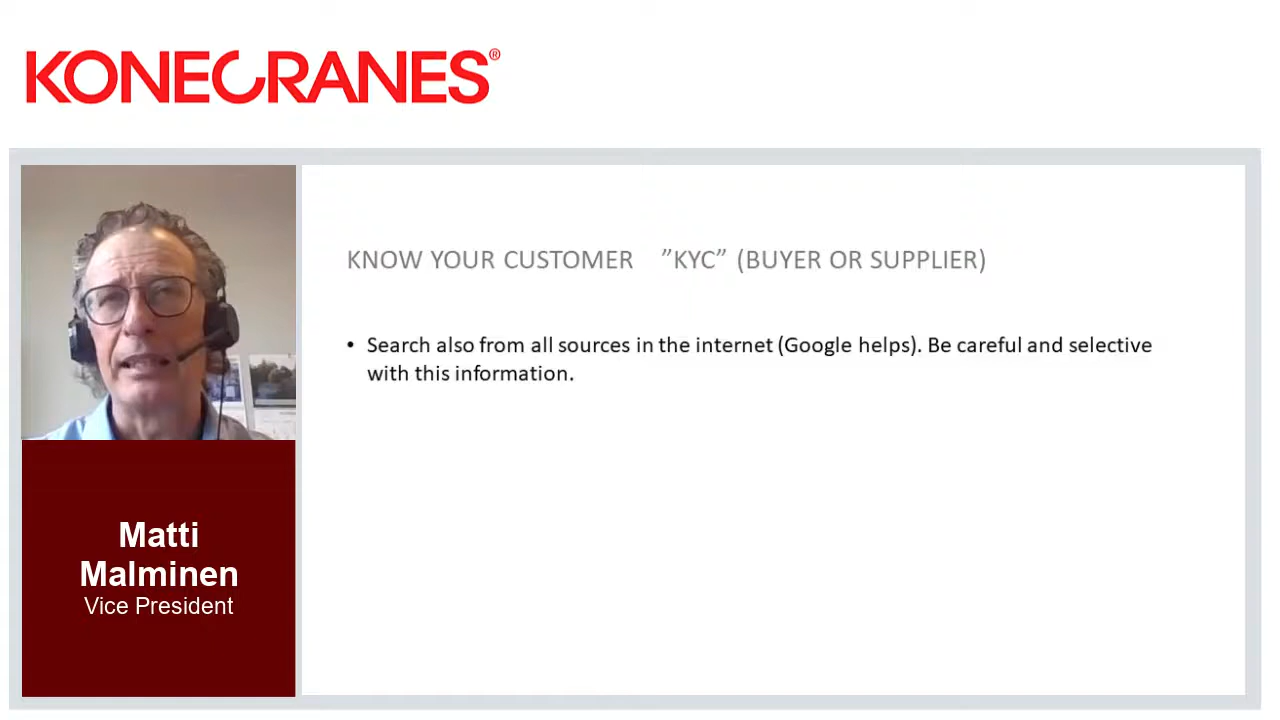 KONECRANES®
KNOW YOUR CUSTOMER ”KYC” (BUYER OR SUPPLIER)
• Search also from all sources in the internet (Google helps). Be careful and selective
with this information.
Matti
Malminen
Vice President